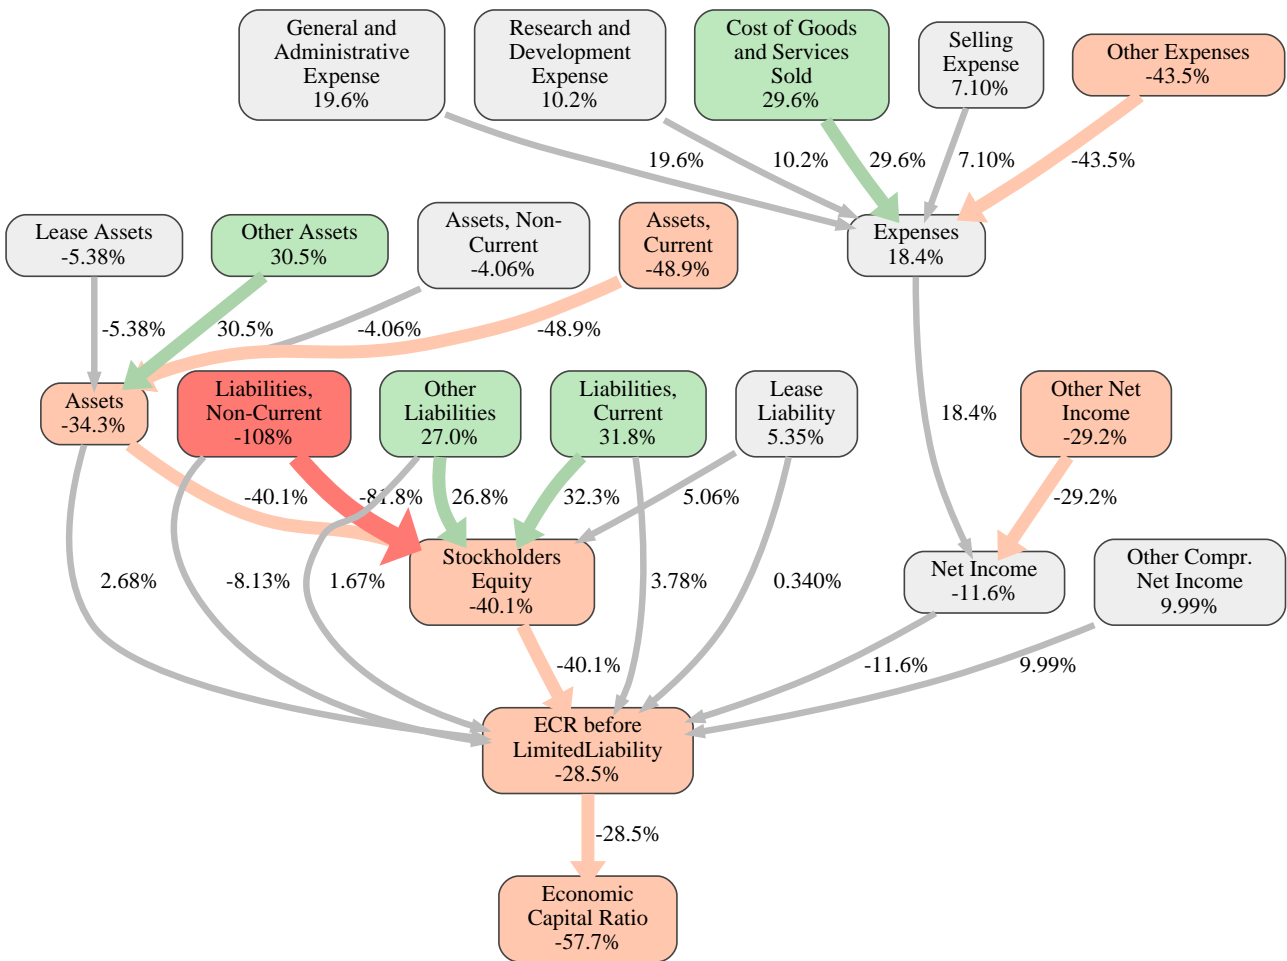 General and
Administrative
Expense
19.6%
Research and
Development
Expense
10.2%
Cost of Goods
and Services
Sold
29.6%
Selling
Expense
7.10%
Other Expenses
-43.5%
19.6%
10.2%
29.6%
7.10%
-43.5%
Lease Assets
-5.38%
Other Assets
30.5%
Assets, Non-
Current
-4.06%
Assets,
Current
-48.9%
Expenses
18.4%
-5.38%
30.5%
-4.06%
-48.9%
Assets
-34.3%
Liabilities,
Non-Current
-108%
Other
Liabilities
27.0%
Liabilities,
Current
31.8%
Lease
Liability
5.35%
18.4%
Other Net
Income
-29.2%
-40.1%
-81.8%
26.8%
32.3%
5.06%
-29.2%
Stockholders
Equity
-40.1%
Net Income
-11.6%
Other Compr.
Net Income
9.99%
2.68%
-8.13%
1.67%
3.78%
0.340%
-40.1%
-11.6%
9.99%
ECR before
LimitedLiability
-28.5%
-28.5%
Economic
Capital Ratio
-57.7%